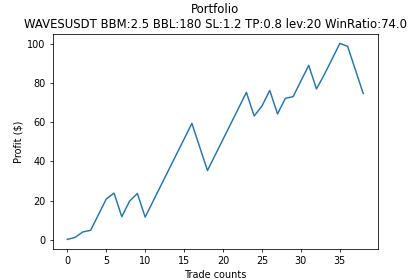 Portfolio
WAVESUSDT BBM:2.5 BBL:180 SL:1.2 TP:0.8 lev:20 WinRatio:74.0
Profit ($)
100
80
60
40
20
0
0 5 10 15 20 25 30 35
Trade counts